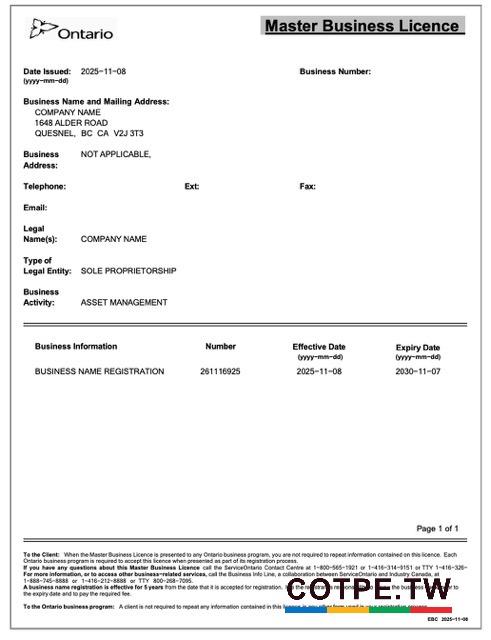 Ontario
Master Business Licence
Date Issued: 2025-11-08
(yyyy-mm-dd)
Business Number:
Business Name and Mailing Address:
COMPANY NAME
1648 ALDER ROAD
QUESNEL, BC CA V2J 3T3
Business Address: NOT APPLICABLE,
Telephone: Ext: Fax:
Email:
Legal
Name(s): COMPANY NAME
Type of
Legal Entity: SOLE PROPRIETORSHIP
Business
Activity: ASSET MANAGEMENT
Business Information Number Effective Date Expiry Date
(yyyy-mm-dd) (yyyy-mm-dd)
BUSINESS NAME REGISTRATION 261116925 2025-11-08 2030-11-07
Page 1 of 1
To the Client: When the Master Business Licence is presented to any Ontario business program, you are not required to repeat information contained on this licence. Each
Ontario business program is required to accept this licence when presented as part of its registration process.
If you have any questions about this Master Business Licence call the ServiceOntario Contact Centre at 1-800-565-1921 or 1-416-314-9151 or TTY 1-416-326-
For more information, or to access other business-related services, call the Business Info Line, a collaboration between ServiceOntario and Industry Canada, at
1-888-745-8888 or 1-416-212-8888 or TTY 800-268-7095.
A business name registration is effective for 5 years from the date that it is accepted for registration.
the expiry date and to pay the required fee.
To the Ontario business program: A client is not required to repeat any information contained in this licence in any other form used in your registration process.
COTPE.TW
EBC 2025-11-08